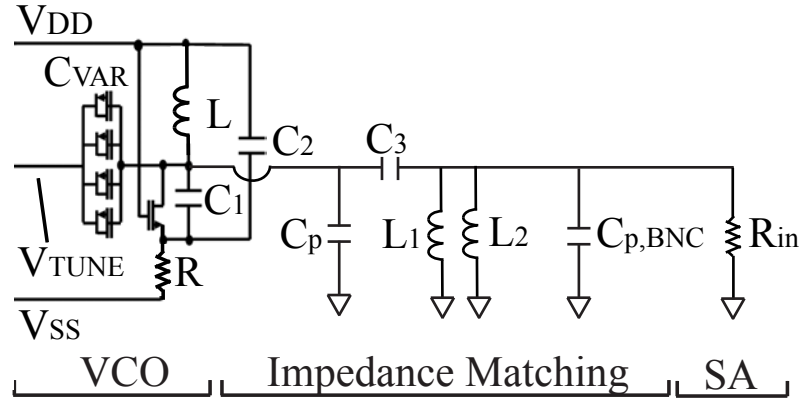 VDD
CVAR
L
C2
C3
C1
Cp
L1
L2
Cp,BNC
Rin
VTUNE
R
VSS
VCO
Impedance Matching
SA